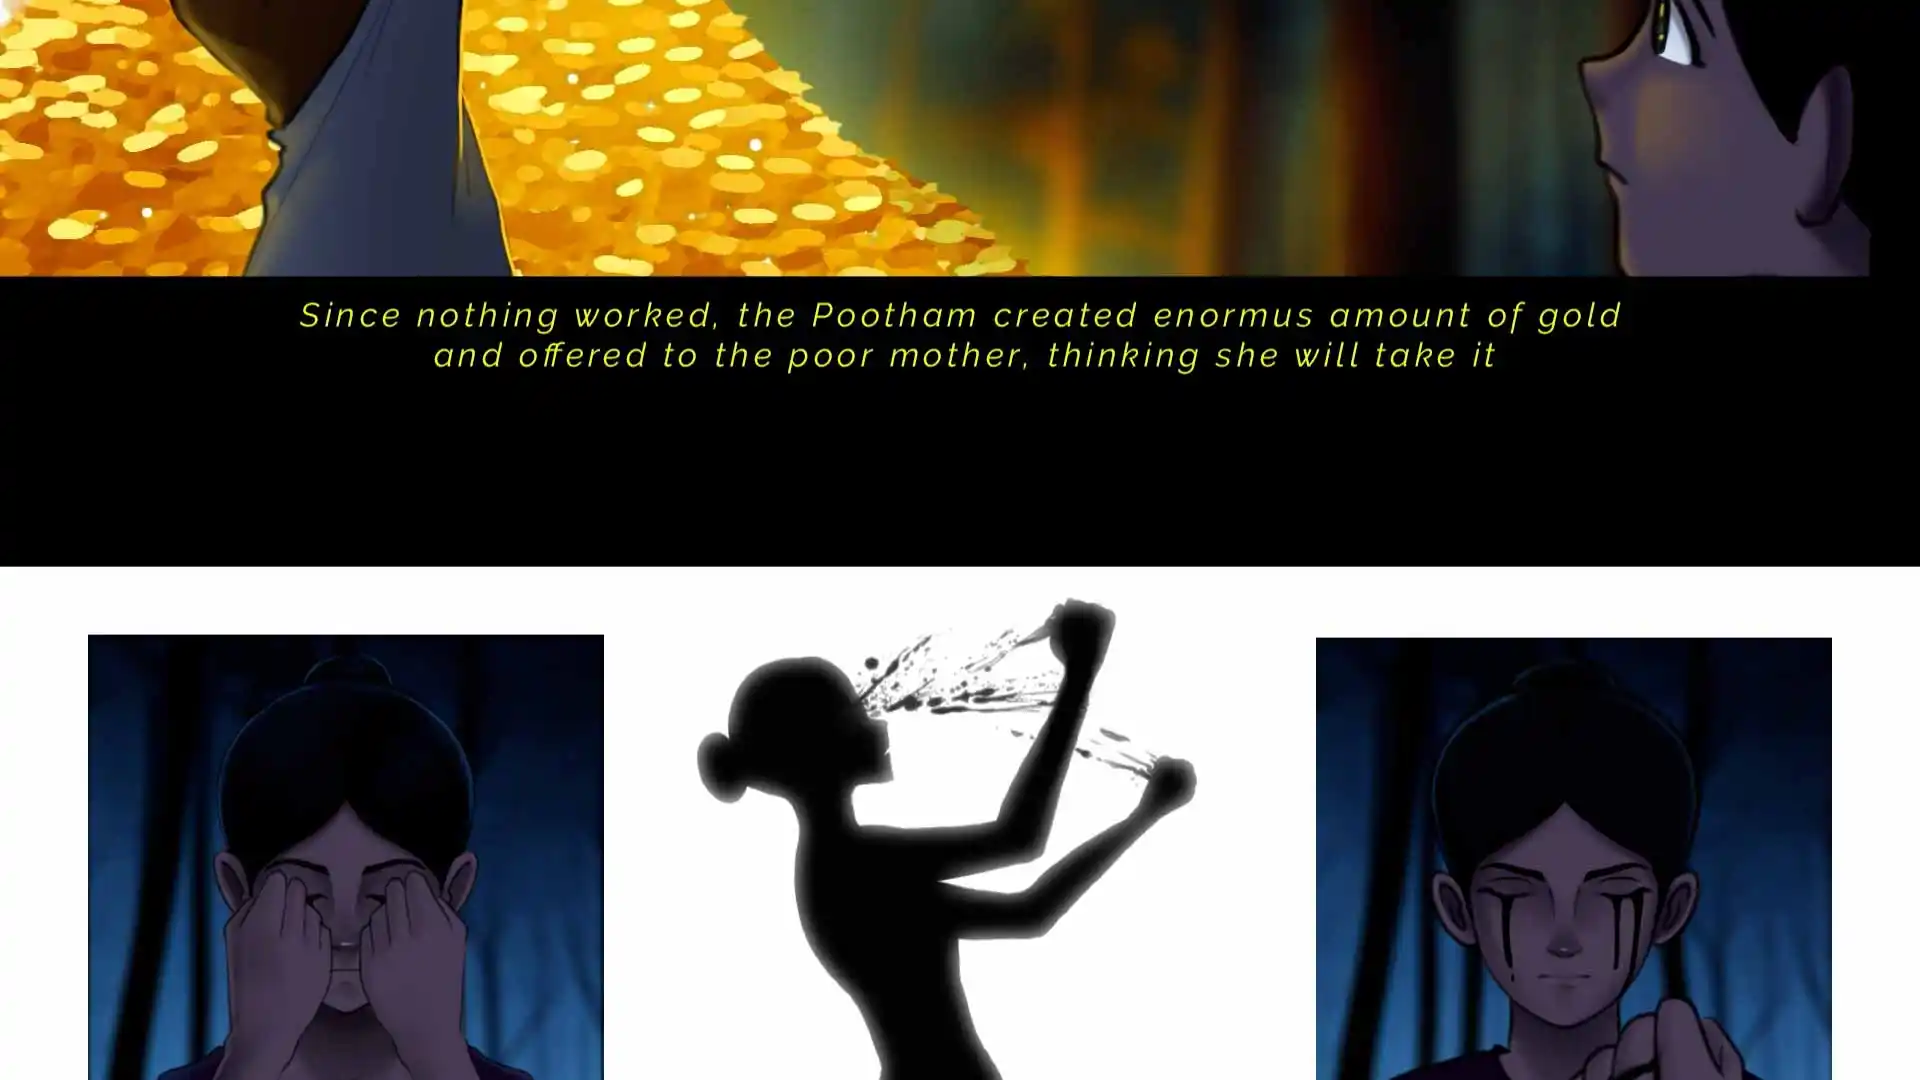 Since nothing worked, the Pootham created enormus amount of gold
and offered to the poor mother, thinking she will take it